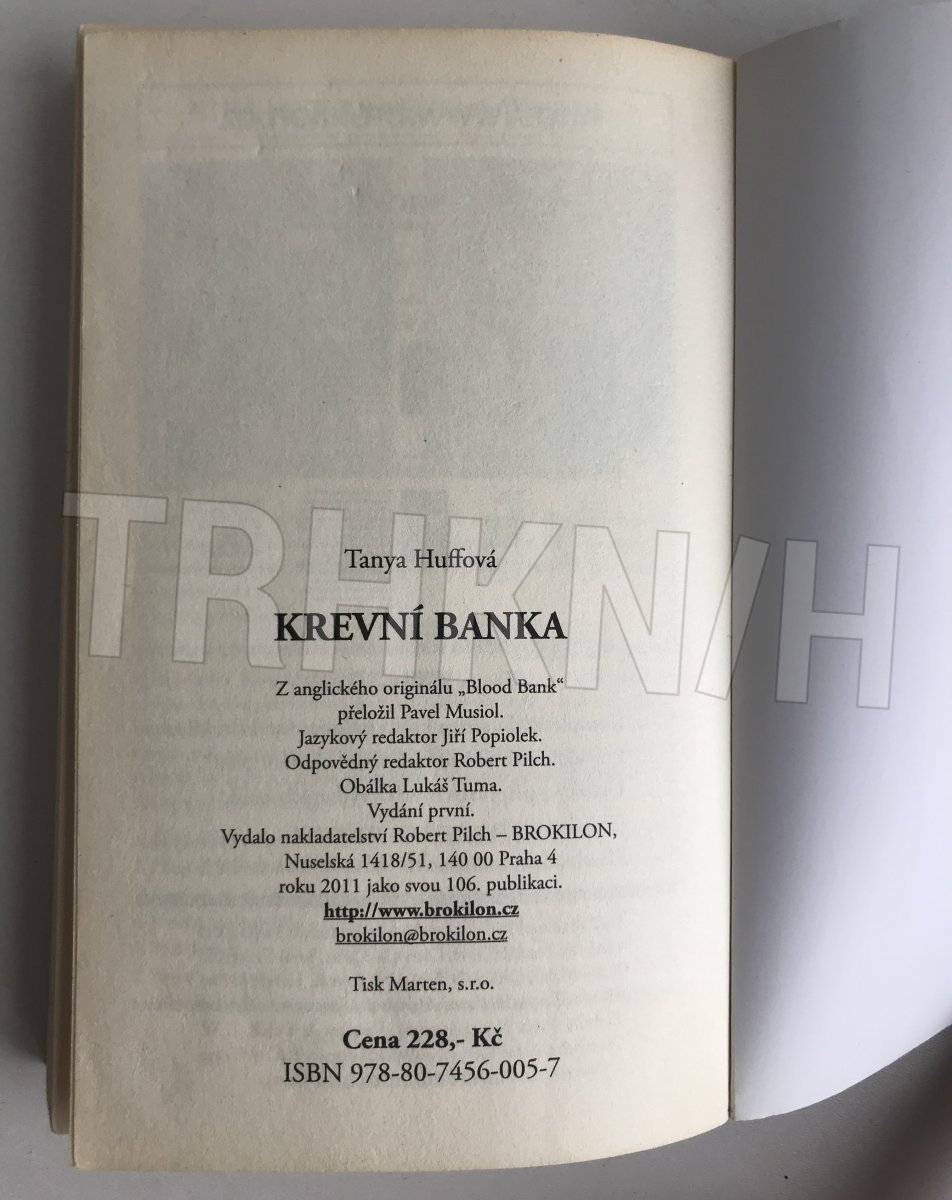 Tanya Huffová
KREVNÍ BANKA
Z anglického originálu „Blood Bank“
přeložil Pavel Musiol.
Jazykový redaktor Jiří Popiolek.
Odpovědný redaktor Robert Pilch.
Obálka Lukáš Tuma.
Vydání první.
Vydalo nakladatelství Robert Pilch – BROKILON,
Nuselská 1418/51, 140 00 Praha 4
roku 2011 jako svou 106. publikaci.
http://www.brokilon.cz
brokilon@brokilon.cz
Tisk Marten, s.r.o.
Cena 228,- Kč
ISBN 978-80-7456-005-7
TRHKNIH